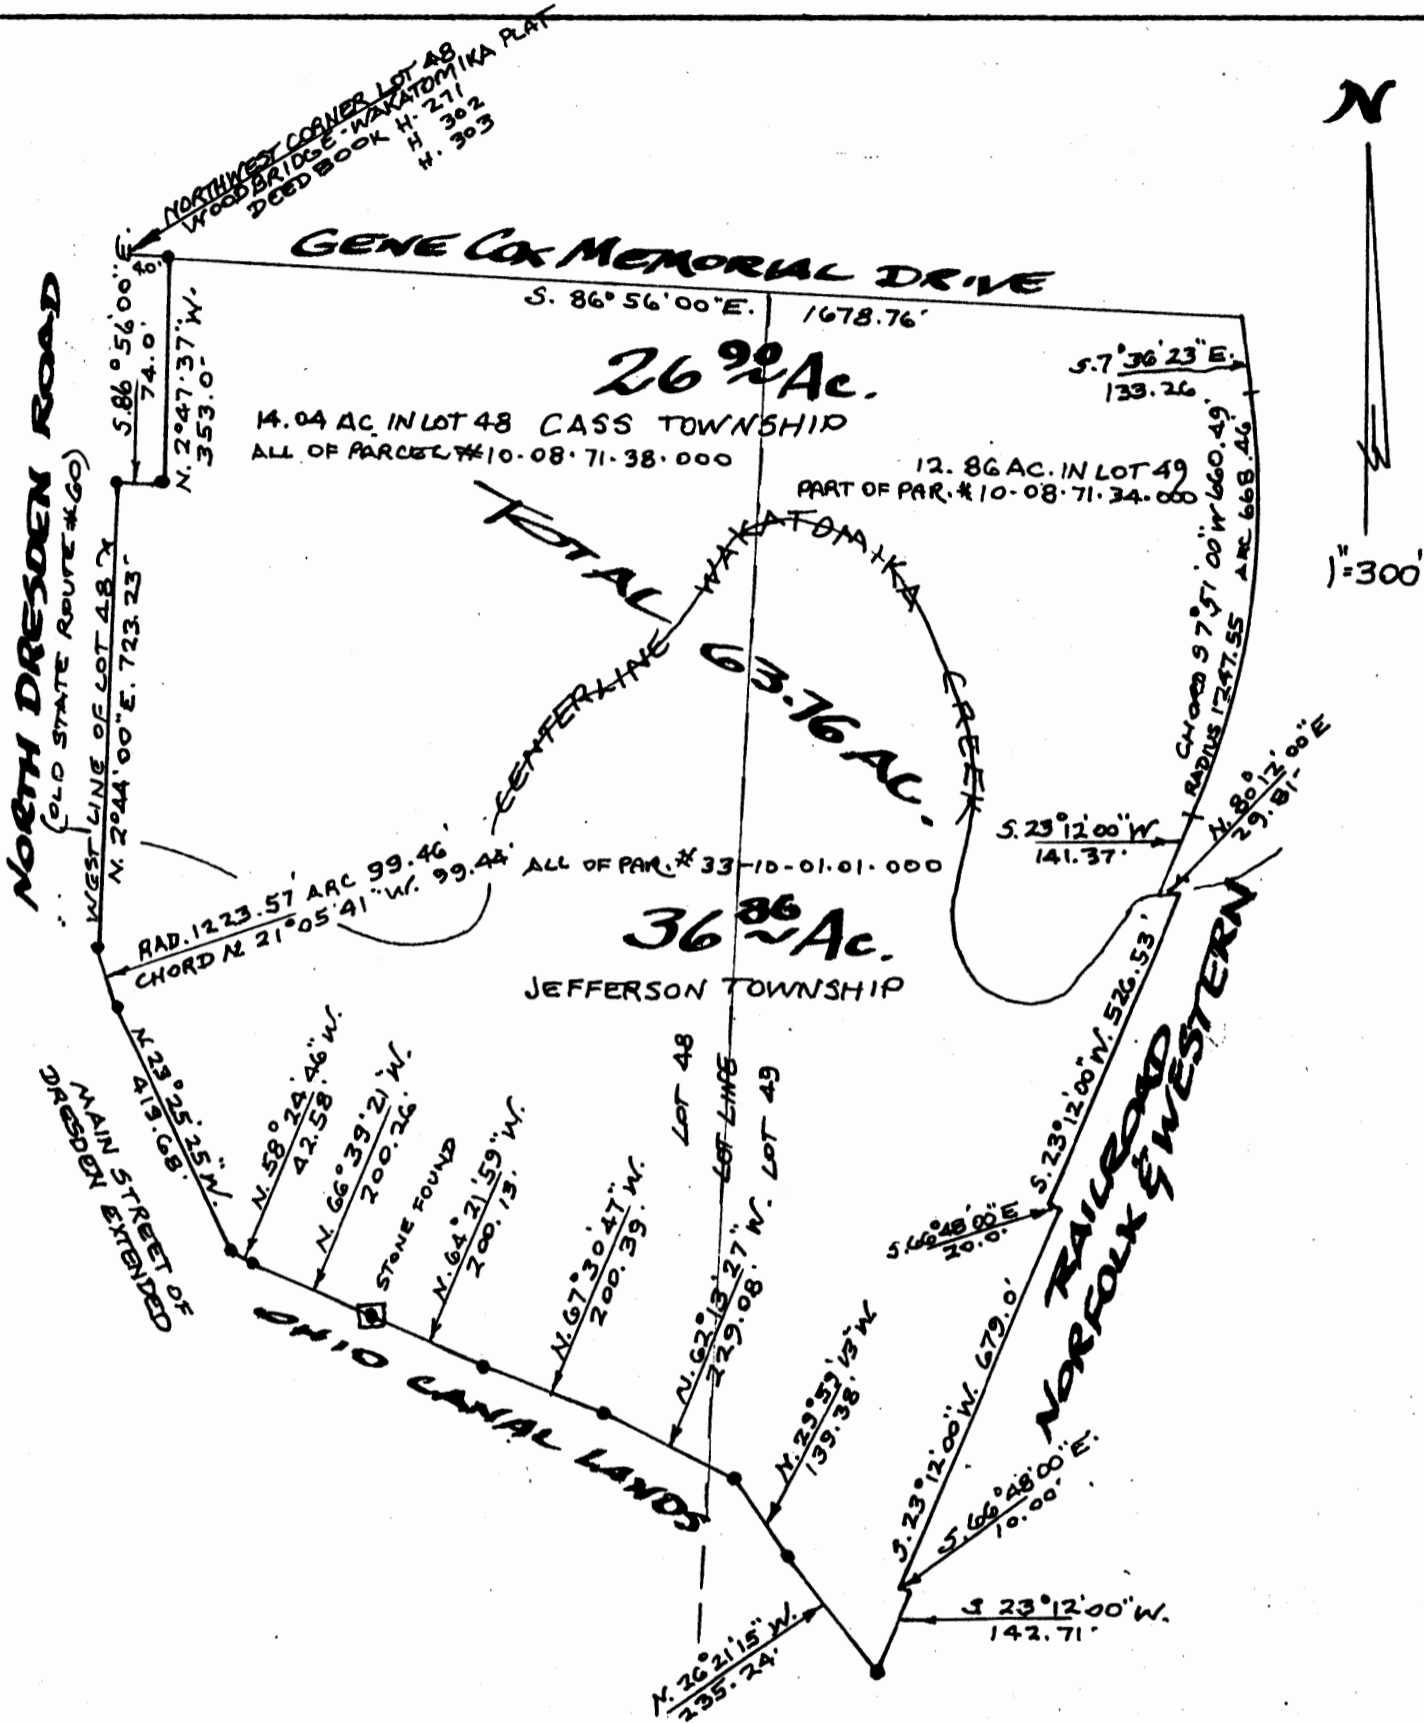 NORTHWEST CORNER LOT 48
WOODBRIDGE-WAKATOMIKA PLAT
DEED BOOK H-271
H 302
H. 303
N
1"=300'
GENE COX MEMORIAL DRIVE
40.'
S. 86° 56' 00" E.
1678.76'
S.86° 56' 00" E.
74.0'
N. 2° 47' 37" W.
353.0'
26 90 Ac.
14.04 AC. IN LOT 48 CASS TOWNSHIP
ALL OF PARCEL #10-08-71-38-000
12.86 AC. IN LOT 49
PART OF PAR.#10-08-71-34-000
S.7° 36' 23" E.
133.26
CHORD S 7° 51' 00" W 660.49'
RADIUS 1247.55 ARC 668.46'
NORTH DRESDEN ROAD
(OLD STATE ROUTE #60)
WEST LINE OF LOT 48
N. 2° 44' 00" E. 723.23'
TOTAL
63.76 AC.
CENTERLINE WAKATOMIKA CREEK
S. 23° 12' 00" W.
141.37'
N. 80° 12' 00" E
29.81'
RAD. 1223.57' ARC 99.46'
CHORD N 21° 05' 41" W. 99.44'
ALL OF PAR. # 33-10-01-01-000
36 86 Ac.
JEFFERSON TOWNSHIP
S. 23° 12' 00" W. 526.53'
RAILROAD
NORFOLK & WESTERN
LOT 48
LOT LINE
LOT 49
N. 23° 25' 25" W.
419.68'
MAIN STREET OF
DRESDEN EXTENDED
N. 58° 24' 46" W.
42.58'
N. 66° 39' 21" W.
200.26'
STONE FOUND
N. 64° 21' 59" W.
200.13'
N. 67° 30' 47" W.
200.39'
N. 62° 13' 27" W.
229.08'
N. 29° 59' 13" W.
139.38'
S. 66° 48' 00" E
20.0'
S. 23° 12' 00" W. 679.0'
S. 66° 48' 00" E.
10.00'
OHIO CANAL LANDS
S 23° 12' 00" W.
142.71'
N. 26° 21' 15" W.
235.24'